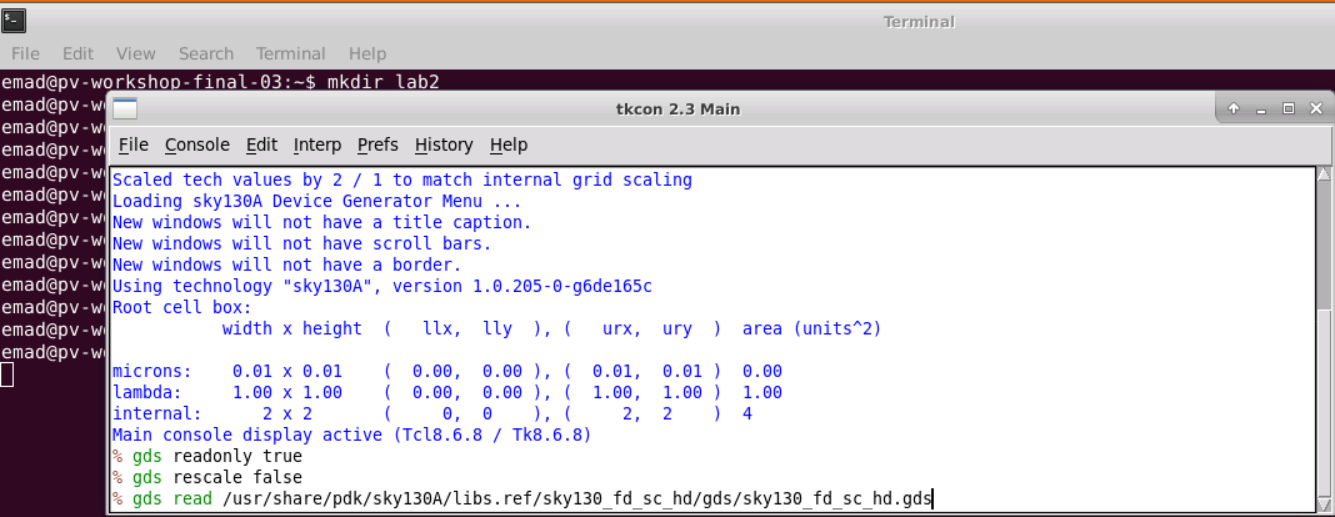 Terminal
File Edit View Search Terminal Help
emad@pv-workshop-final-03:~$ mkdir lab2
emad@pv-w
emad@pv-w
emad@pv-w
emad@pv-w
emad@pv-w
emad@pv-w
emad@pv-w
emad@pv-w
emad@pv-w
emad@pv-w
emad@pv-w
emad@pv-w
tkcon 2.3 Main
File Console Edit Interp Prefs History Help
Scaled tech values by 2 / 1 to match internal grid scaling
Loading sky130A Device Generator Menu ...
New windows will not have a title caption.
New windows will not have scroll bars.
New windows will not have a border.
Using technology "sky130A", version 1.0.205-0-g6de165c
Root cell box:
width x height ( llx, lly ), ( urx, ury ) area (units^2)
microns: 0.01 x 0.01 ( 0.00, 0.00 ), ( 0.01, 0.01 ) 0.00
lambda: 1.00 x 1.00 ( 0.00, 0.00 ), ( 1.00, 1.00 ) 1.00
internal: 2 x 2 ( 0, 0 ), ( 2, 2 ) 4
Main console display active (Tcl8.6.8 / Tk8.6.8)
% gds readonly true
% gds rescale false
% gds read /usr/share/pdk/sky130A/libs.ref/sky130_fd_sc_hd/gds/sky130_fd_sc_hd.gds